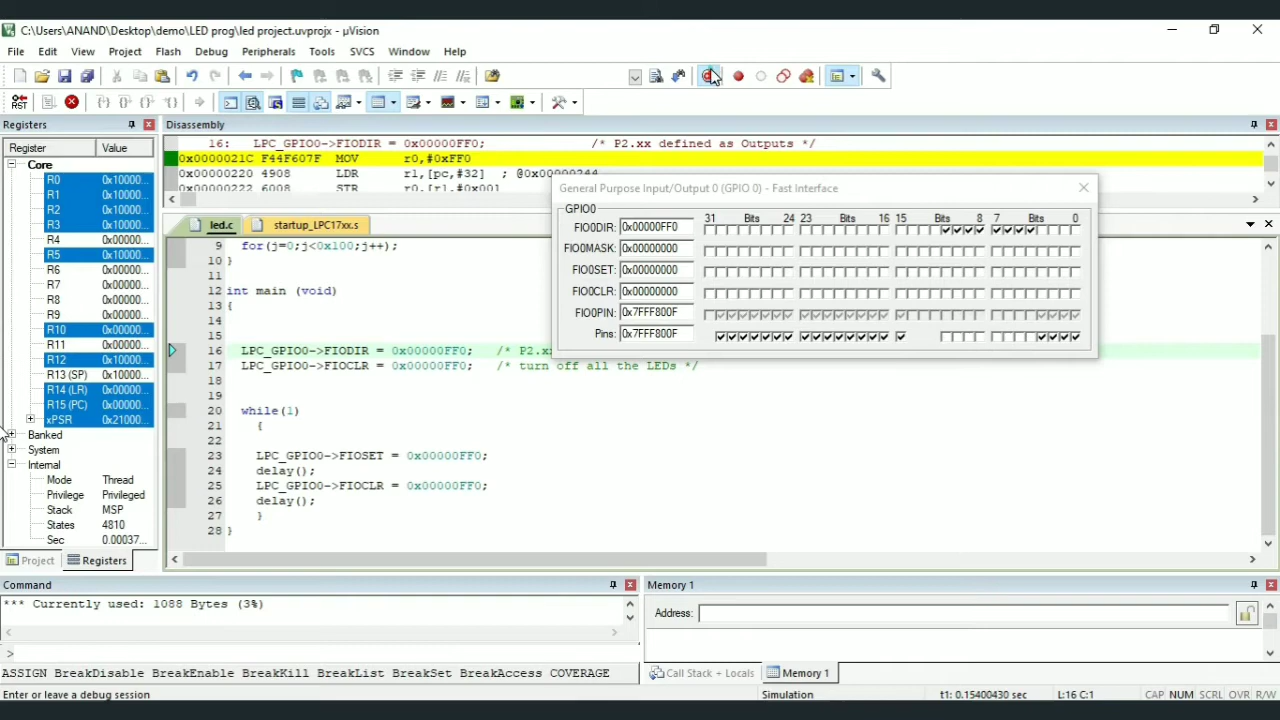 C:\Users\ANAND\Desktop\demo\LED prog\led project.uvprojx - µVision
File Edit View Project Flash Debug Peripherals Tools SVCS Window Help
RST
Registers
Register Value
Core
R0 0x10000...
R1 0x10000...
R2 0x10000...
R3 0x10000...
R4 0x00000...
R5 0x10000...
R6 0x00000...
R7 0x00000...
R8 0x00000...
R9 0x00000...
R10 0x00000...
R11 0x00000...
R12 0x10000...
R13 (SP) 0x10000...
R14 (LR) 0x00000...
R15 (PC) 0x00000...
xPSR 0x21000...
Banked
System
Internal
Mode Thread
Privilege Privileged
Stack MSP
States 4810
Sec 0.00037...
Project Registers
Disassembly
16: LPC_GPIO0->FIODIR = 0x00000FF0; /* P2.xx defined as Outputs */
0x0000021C F44F607F MOV r0,#0xFF0
0x00000220 4908 LDR r1,[pc,#32] ; @0x00000244
0x00000222 6008 STR r0,[r1,#0x00]
led.c startup_LPC17xx.s
9 for(j=0;j<0x100;j++);
10 }
11
12 int main (void)
13 {
14
15
16 LPC_GPIO0->FIODIR = 0x00000FF0; /* P2.xx
17 LPC_GPIO0->FIOCLR = 0x00000FF0; /* turn off all the LEDs */
18
19
20 while(1)
21 {
22
23 LPC_GPIO0->FIOSET = 0x00000FF0;
24 delay();
25 LPC_GPIO0->FIOCLR = 0x00000FF0;
26 delay();
27 }
28 }
General Purpose Input/Output 0 (GPIO 0) - Fast Interface
GPIO0
31 Bits 24 23 Bits 16 15 Bits 8 7 Bits 0
FIO0DIR: 0x00000FF0
FIO0MASK: 0x00000000
FIO0SET: 0x00000000
FIO0CLR: 0x00000000
FIO0PIN: 0x7FFF800F
Pins: 0x7FFF800F
Command
*** Currently used: 1088 Bytes (3%)
>
ASSIGN BreakDisable BreakEnable BreakKill BreakList BreakSet BreakAccess COVERAGE
Memory 1
Address:
Call Stack + Locals Memory 1
Enter or leave a debug session Simulation t1: 0.15400430 sec L:16 C:1 CAP NUM SCRL OVR R/W